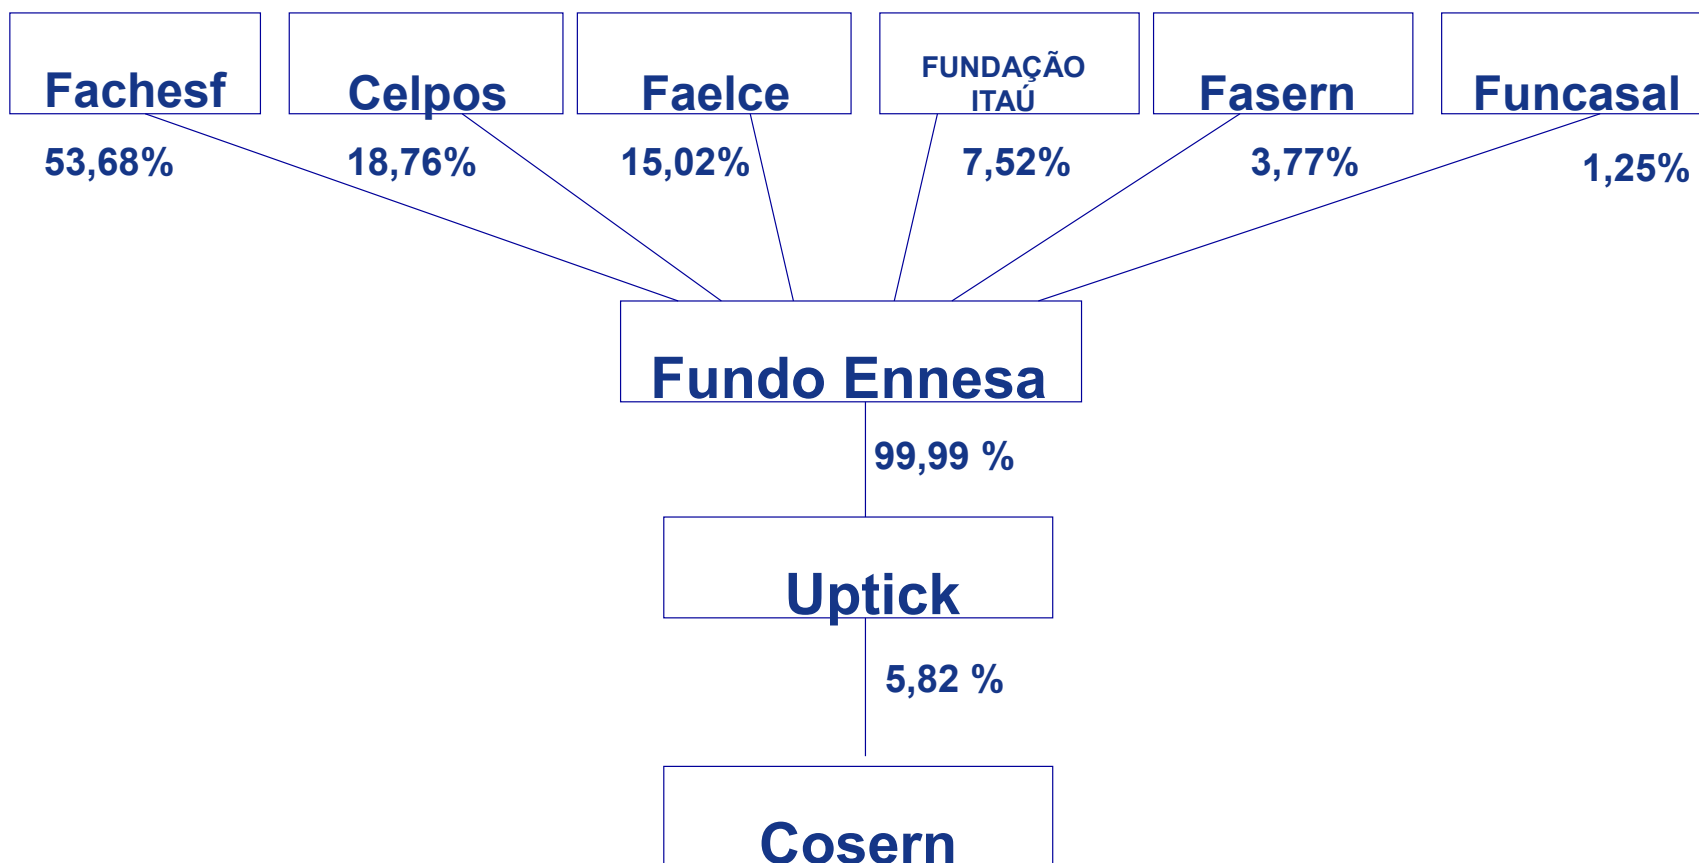 Fachesf
Celpos
Faelce
FUNDAÇÃO
ITAÚ
Fasern
Funcasal
53,68%
18,76%
15,02%
7,52%
3,77%
1,25%
Fundo Ennesa
99,99 %
Uptick
5,82 %
Cosern